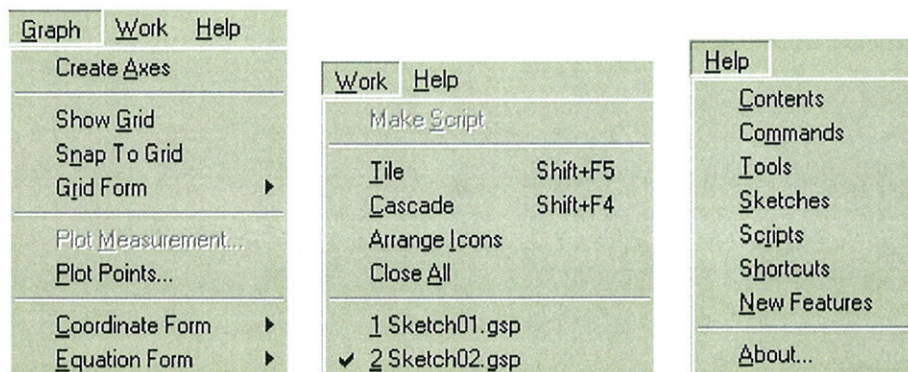 Graph Work Help
Create Axes
Show Grid
Snap To Grid
Grid Form
Plot Measurement...
Plot Points...
Coordinate Form
Equation Form
Work Help
Make Script
Tile Shift+F5
Cascade Shift+F4
Arrange Icons
Close All
1 Sketch01.gsp
✓ 2 Sketch02.gsp
Help
Contents
Commands
Tools
Sketches
Scripts
Shortcuts
New Features
About...